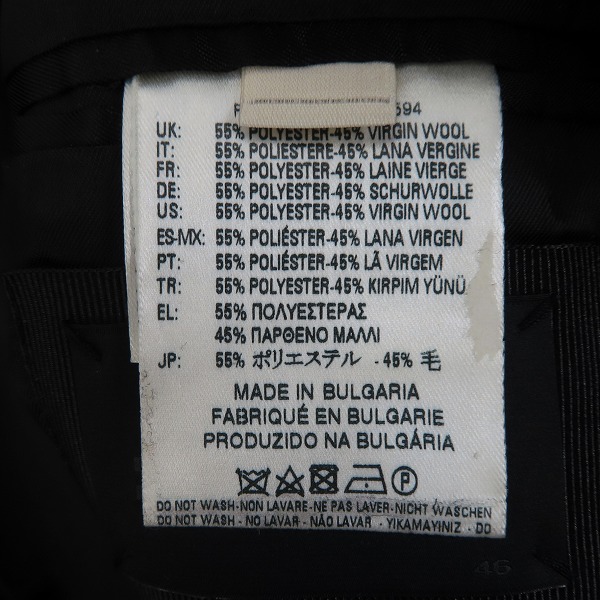 594
UK: 55% POLYESTER-45% VIRGIN WOOL
IT: 55% POLIESTERE-45% LANA VERGINE
FR: 55% POLYESTER-45% LAINE VIERGE
DE: 55% POLYESTER-45% SCHURWOLLE
US: 55% POLYESTER-45% VIRGIN WOOL
ES-MX: 55% POLIÉSTER-45% LANA VIRGEN
PT: 55% POLIÉSTER-45% LÃ VIRGEM
TR: 55% POLYESTER-45% KIRPIM YÜNÜ
EL: 55% ΠΟΛΥΕΣΤΕΡΑΣ
45% ΠΑΡΘΕΝΟ ΜΑΛΛΙ
JP: 55% ポリエステル - 45% 毛
MADE IN BULGARIA
FABRIQUÉ EN BULGARIE
PRODUZIDO NA BULGÁRIA
P
DO NOT WASH-NON LAVARE-NE PAS LAVER-NICHT WASCHEN
DO NOT WASH - NO LAVAR - NÃO LAVAR - YIKAMAYINIZ - DO
46